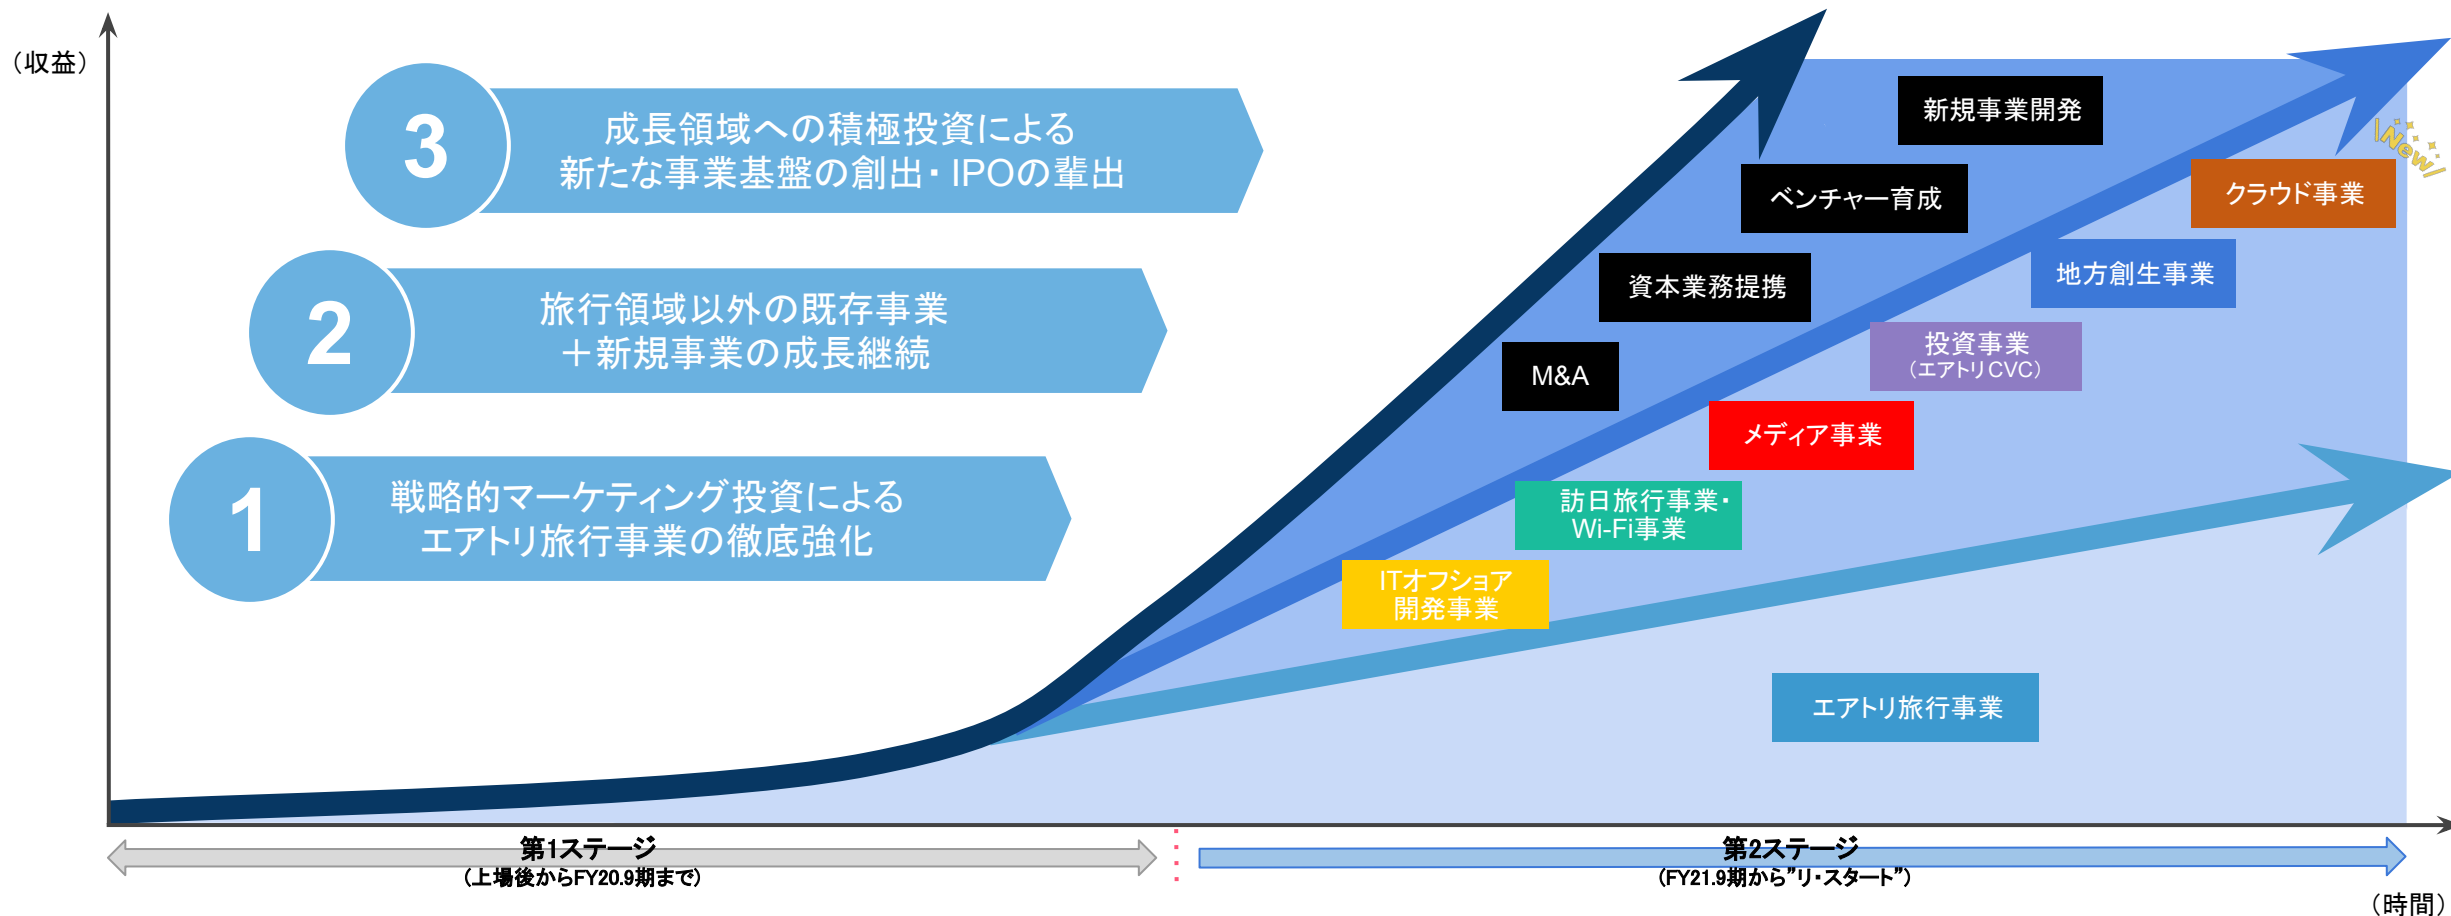 （収益）
3
成長領域への積極投資による
新たな事業基盤の創出・IPOの輩出
2
旅行領域以外の既存事業
＋新規事業の成長継続
1
戦略的マーケティング投資による
エアトリ旅行事業の徹底強化
新規事業開発
ベンチャー育成
資本業務提携
M&A
New
クラウド事業
地方創生事業
投資事業
（エアトリCVC）
メディア事業
訪日旅行事業・
Wi-Fi事業
ITオフショア
開発事業
エアトリ旅行事業
第1ステージ
（上場後からFY20.9期まで）
第2ステージ
（FY21.9期から”リ・スタート”）
（時間）